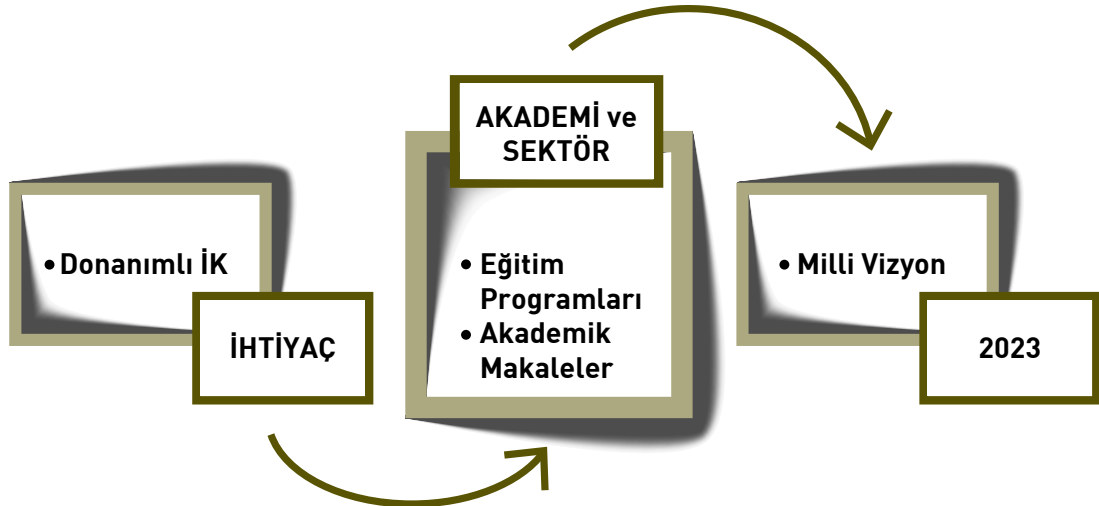 • Donanımlı İK
İHTİYAÇ
AKADEMİ ve
SEKTÖR
• Eğitim
Programları
• Akademik
Makaleler
• Milli Vizyon
2023